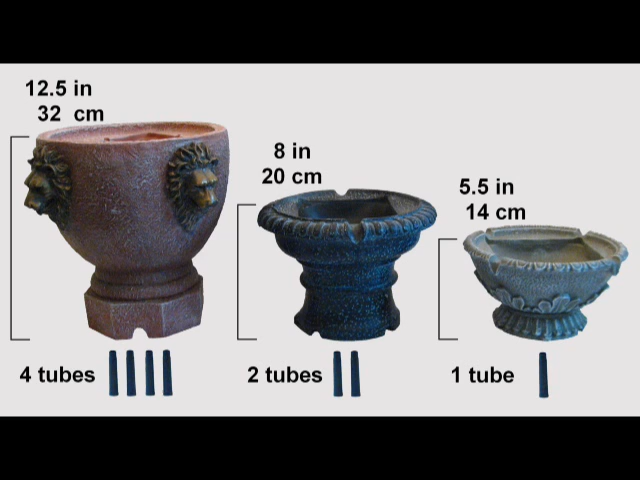 12.5 in
32 cm
8 in
20 cm
5.5 in
14 cm
4 tubes
2 tubes
1 tube